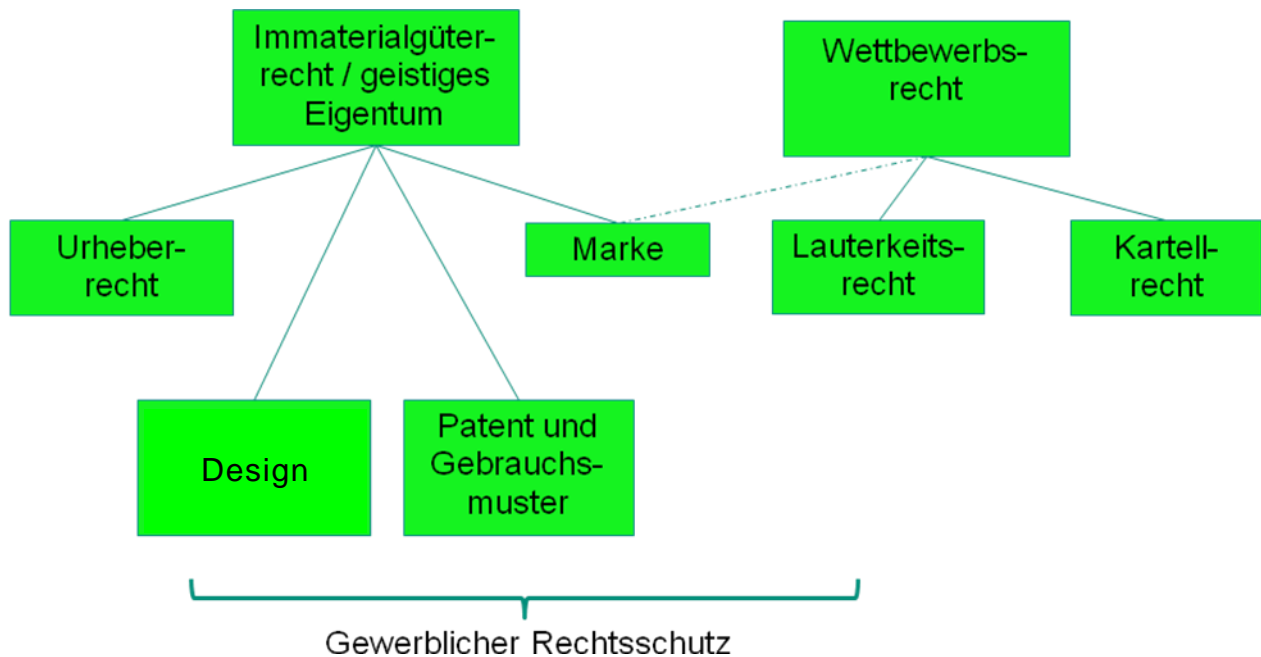 Immaterialgüter-
recht / geistiges
Eigentum
Wettbewerbs-
recht
Urheber-
recht
Marke
Lauterkeits-
recht
Kartell-
recht
Design
Patent und
Gebrauchs-
muster
Gewerblicher Rechtsschutz